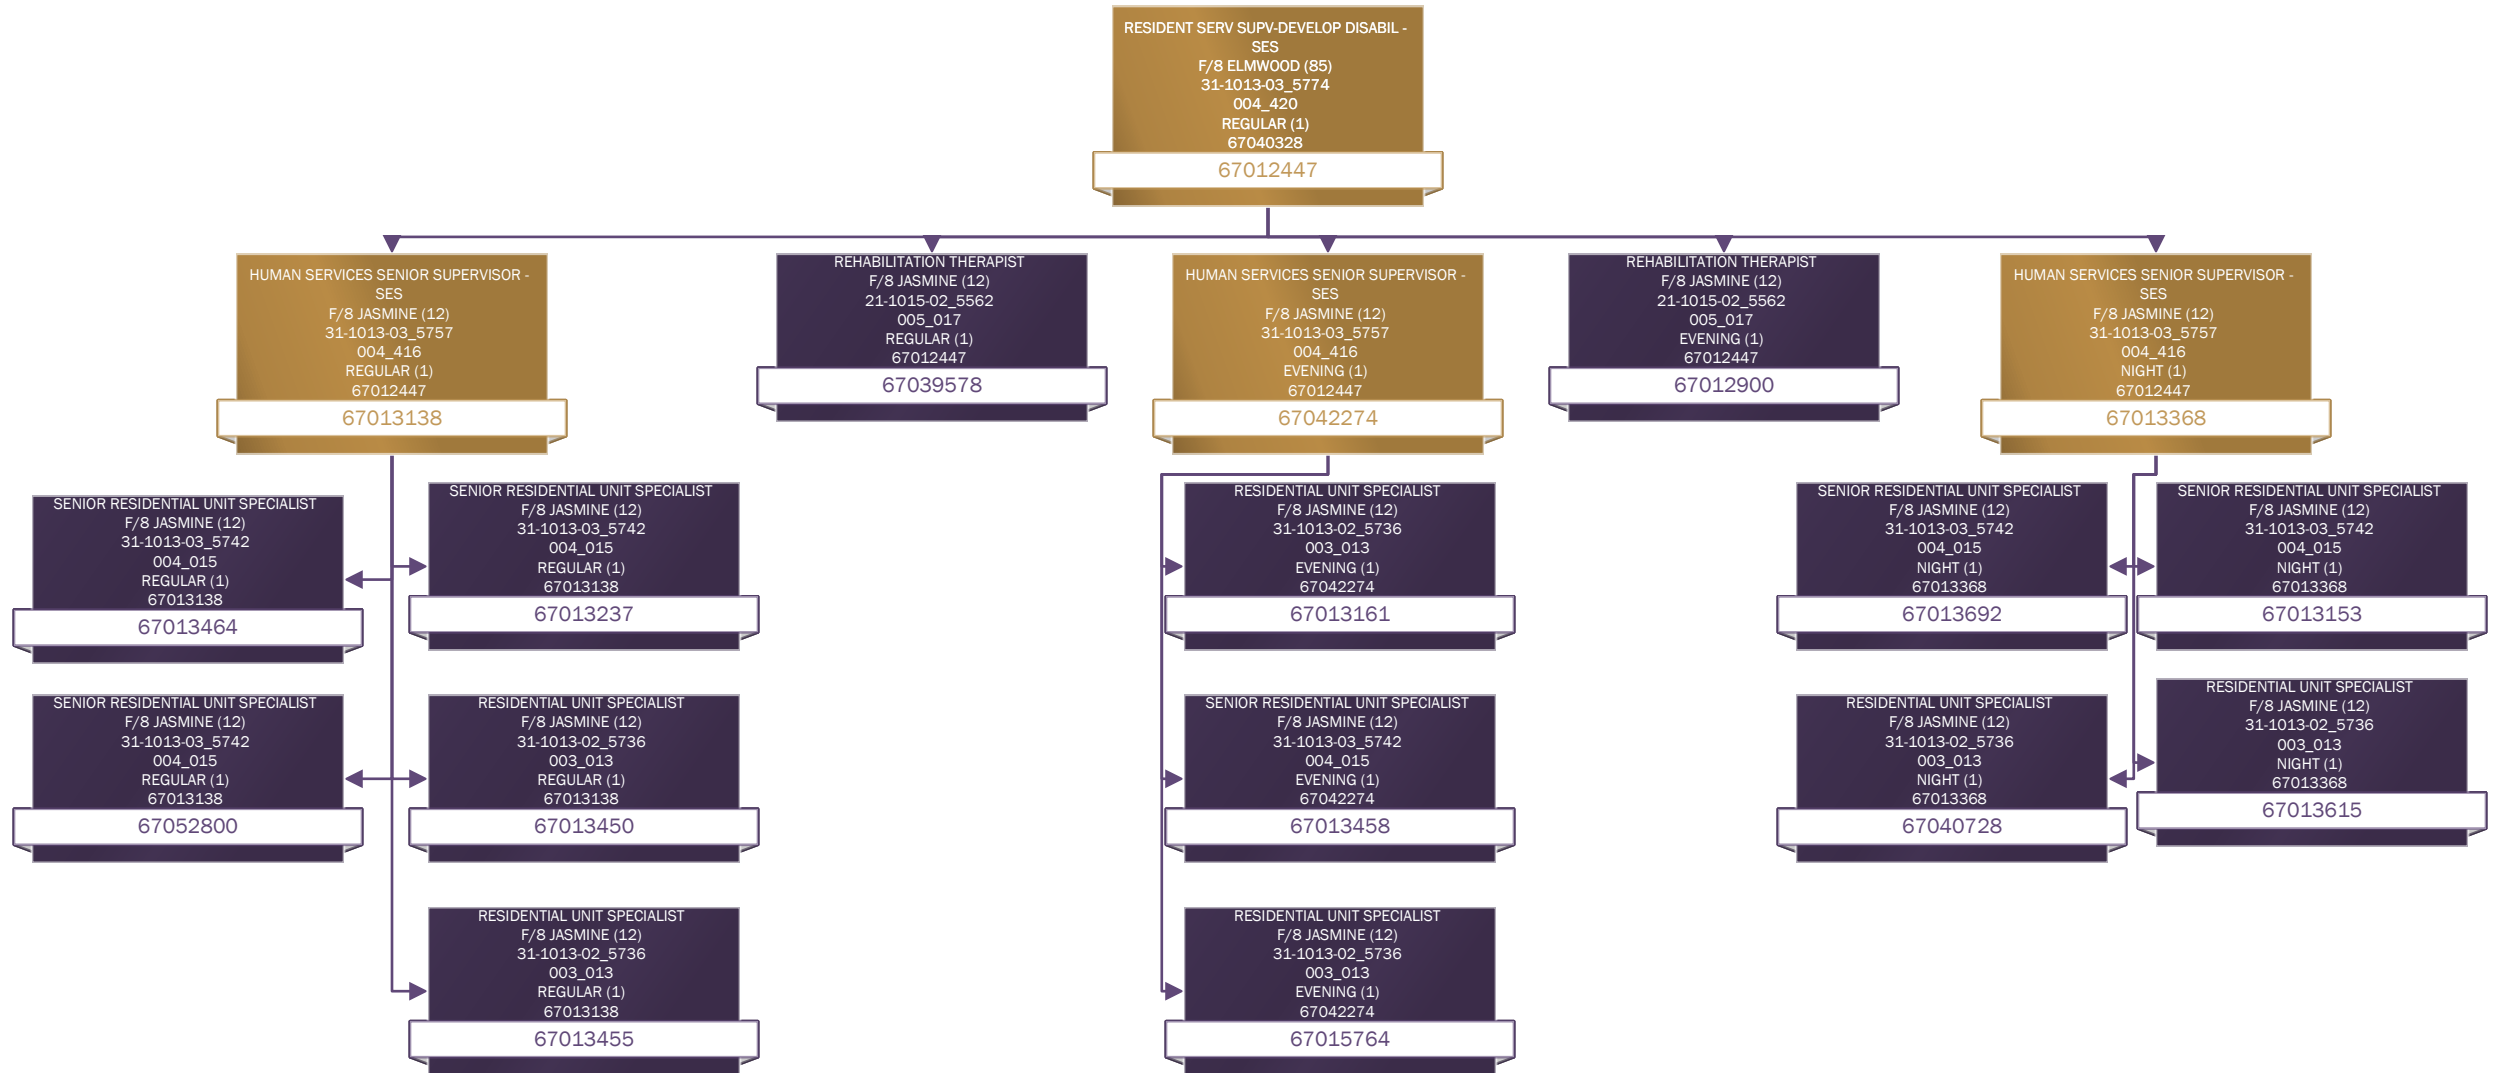 RESIDENT SERV SUPV-DEVELOP DISABIL -
SES
F/8 ELMWOOD (85)
31-1013-03_5774
004_420
REGULAR (1)
67040328
67012447
HUMAN SERVICES SENIOR SUPERVISOR -
SES
F/8 JASMINE (12)
31-1013-03_5757
004_416
REGULAR (1)
67012447
67013138
REHABILITATION THERAPIST
F/8 JASMINE (12)
21-1015-02_5562
005_017
REGULAR (1)
67012447
67039578
HUMAN SERVICES SENIOR SUPERVISOR -
SES
F/8 JASMINE (12)
31-1013-03_5757
004_416
EVENING (1)
67012447
67042274
REHABILITATION THERAPIST
F/8 JASMINE (12)
21-1015-02_5562
005_017
EVENING (1)
67012447
67012900
HUMAN SERVICES SENIOR SUPERVISOR -
SES
F/8 JASMINE (12)
31-1013-03_5757
004_416
NIGHT (1)
67012447
67013368
SENIOR RESIDENTIAL UNIT SPECIALIST
F/8 JASMINE (12)
31-1013-03_5742
004_015
REGULAR (1)
67013138
67013464
SENIOR RESIDENTIAL UNIT SPECIALIST
F/8 JASMINE (12)
31-1013-03_5742
004_015
REGULAR (1)
67013138
67013237
RESIDENTIAL UNIT SPECIALIST
F/8 JASMINE (12)
31-1013-02_5736
003_013
EVENING (1)
67042274
67013161
SENIOR RESIDENTIAL UNIT SPECIALIST
F/8 JASMINE (12)
31-1013-03_5742
004_015
NIGHT (1)
67013368
67013692
SENIOR RESIDENTIAL UNIT SPECIALIST
F/8 JASMINE (12)
31-1013-03_5742
004_015
NIGHT (1)
67013368
67013153
SENIOR RESIDENTIAL UNIT SPECIALIST
F/8 JASMINE (12)
31-1013-03_5742
004_015
REGULAR (1)
67013138
67052800
RESIDENTIAL UNIT SPECIALIST
F/8 JASMINE (12)
31-1013-02_5736
003_013
REGULAR (1)
67013138
67013450
SENIOR RESIDENTIAL UNIT SPECIALIST
F/8 JASMINE (12)
31-1013-03_5742
004_015
EVENING (1)
67042274
67013458
RESIDENTIAL UNIT SPECIALIST
F/8 JASMINE (12)
31-1013-02_5736
003_013
NIGHT (1)
67013368
67040728
RESIDENTIAL UNIT SPECIALIST
F/8 JASMINE (12)
31-1013-02_5736
003_013
NIGHT (1)
67013368
67013615
RESIDENTIAL UNIT SPECIALIST
F/8 JASMINE (12)
31-1013-02_5736
003_013
REGULAR (1)
67013138
67013455
RESIDENTIAL UNIT SPECIALIST
F/8 JASMINE (12)
31-1013-02_5736
003_013
EVENING (1)
67042274
67015764